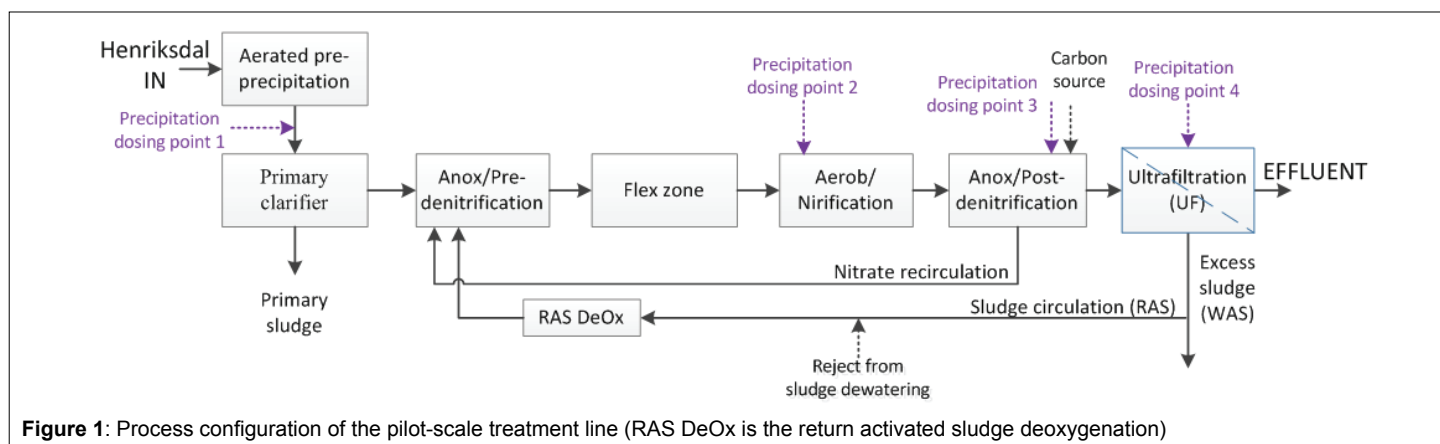 Henriksdal
IN
Aerated pre-
precipitation
Precipitation
dosing point 1
Precipitation
dosing point 2
Precipitation
dosing point 3
Carbon
source
Precipitation
dosing point 4
Primary
clarifier
Anox/Pre-
denitrification
Flex zone
Aerob/
Nirification
Anox/Post-
denitrification
Ultrafiltration
(UF)
EFFLUENT
Nitrate recirculation
Primary
sludge
RAS DeOx
Sludge circulation (RAS)
Excess
sludge
(WAS)
Reject from
sludge dewatering
Figure 1: Process configuration of the pilot-scale treatment line (RAS DeOx is the return activated sludge deoxygenation)